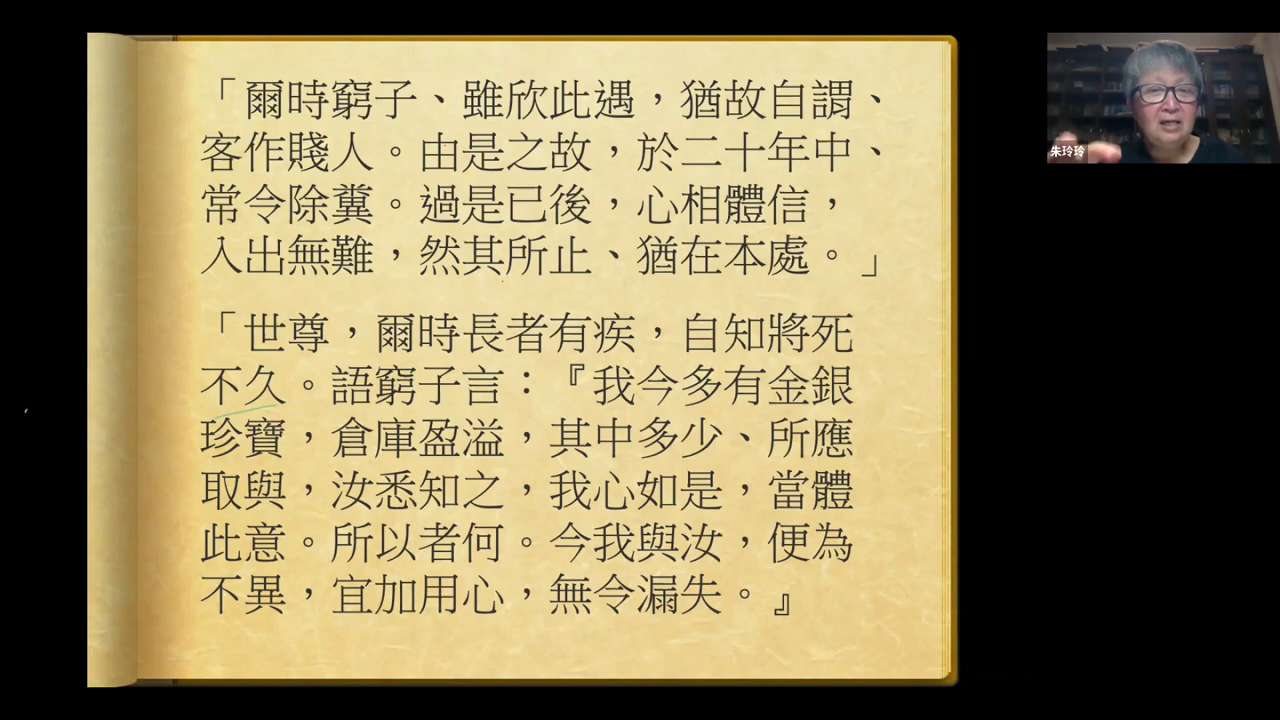 「爾時窮子、雖欣此遇，猶故自謂、
客作賤人。由是之故，於二十年中、
常令除糞。過是已後，心相體信，
入出無難，然其所止、猶在本處。」
「世尊，爾時長者有疾，自知將死
不久。語窮子言：『我今多有金銀
珍寶，倉庫盈溢，其中多少、所應
取與，汝悉知之，我心如是，當體
此意。所以者何。今我與汝，便為
不異，宜加用心，無令漏失。』
朱玲玲